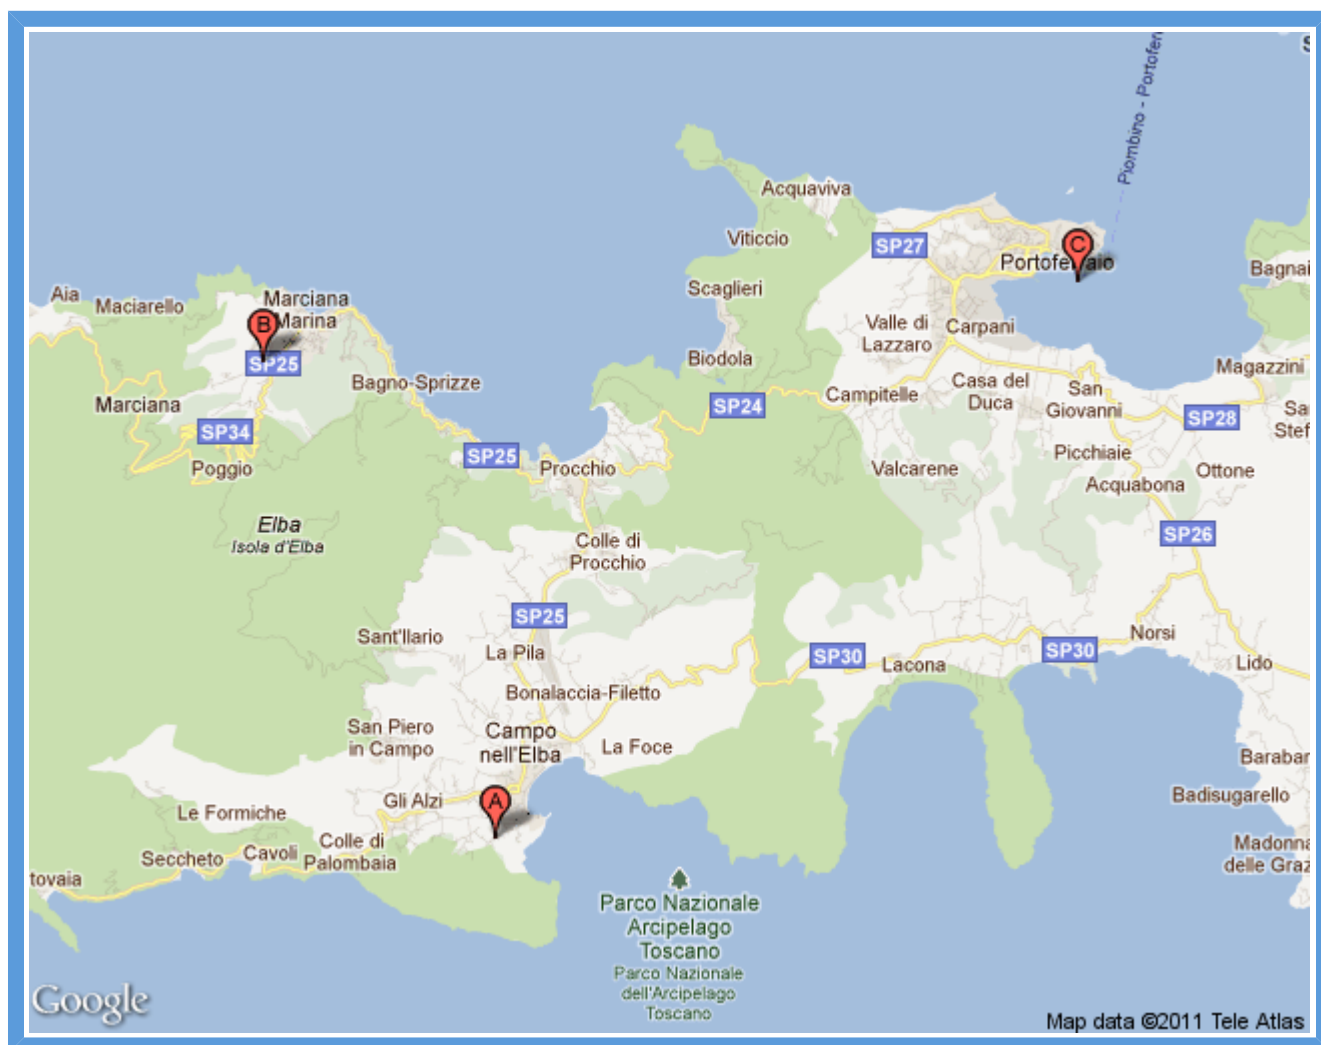 Piombino - Portofer
S
Acquaviva
Viticcio
SP27
C
Portoferraio
Bagnai
Aia
Maciarello
Marciana
Marina
B
SP25
Scaglieri
Valle di
Lazzaro
Carpani
Biodola
Magazzini
Bagno-Sprizze
Marciana
SP24
Campitelle
Casa del
Duca
San
Giovanni
SP28
Sa
Stef
SP34
Poggio
SP25
Procchio
Valcarene
Picchiaie
Acquabona
Ottone
Elba
Isola d'Elba
Colle di
Procchio
SP26
SP25
Sant'Ilario
La Pila
SP30
Lacona
SP30
Norsi
Lido
Bonalaccia-Filetto
San Piero
in Campo
Campo
nell'Elba
La Foce
Barabar
Gli Alzi
A
Badisugarello
Le Formiche
Colle di
Palombaia
Cavoli
Seccheto
tovaia
Madonna
delle Graz
Parco Nazionale
Arcipelago
Toscano
Parco Nazionale
dell'Arcipelago
Toscano
Google
Map data ©2011 Tele Atlas